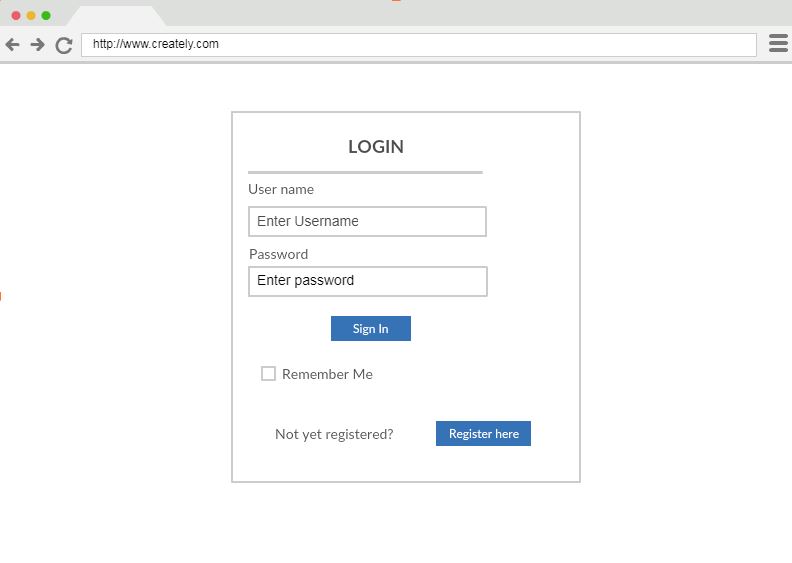 http://www.creately.com
LOGIN
User name
Enter Username
Password
Enter password
Sign In
Remember Me
Not yet registered? Register here